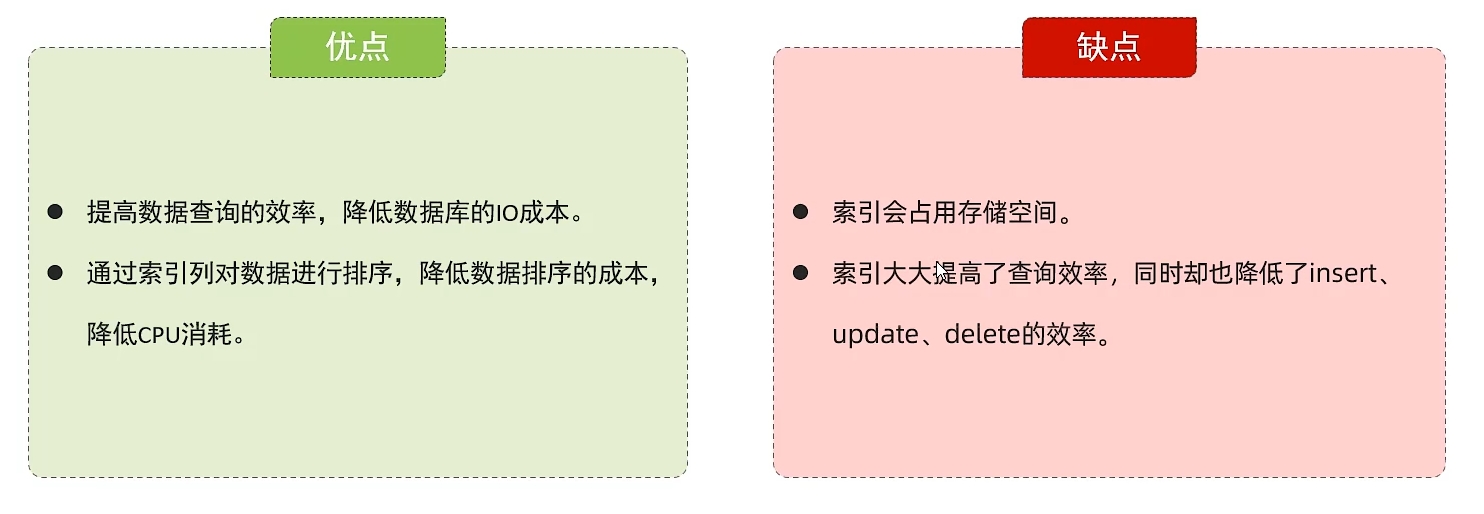 优点
提高数据查询的效率，降低数据库的IO成本。
通过索引列对数据进行排序，降低数据排序的成本，
降低CPU消耗。
缺点
索引会占用存储空间。
索引大大提高了查询效率，同时却也降低了insert、
update、delete的效率。